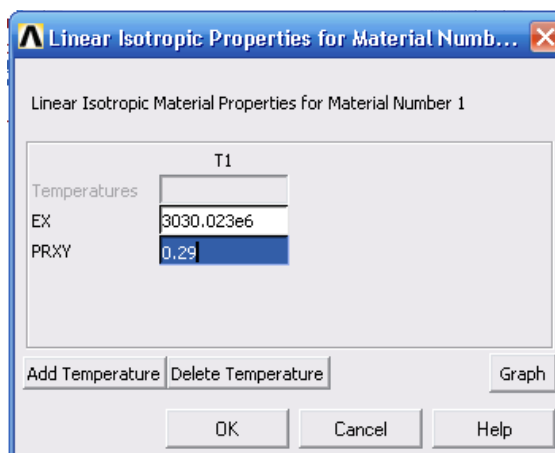 Linear Isotropic Properties for Material Numb...
Linear Isotropic Material Properties for Material Number 1
T1
Temperatures
EX 3030.023e6
PRXY 0.29
Add Temperature Delete Temperature Graph
OK Cancel Help